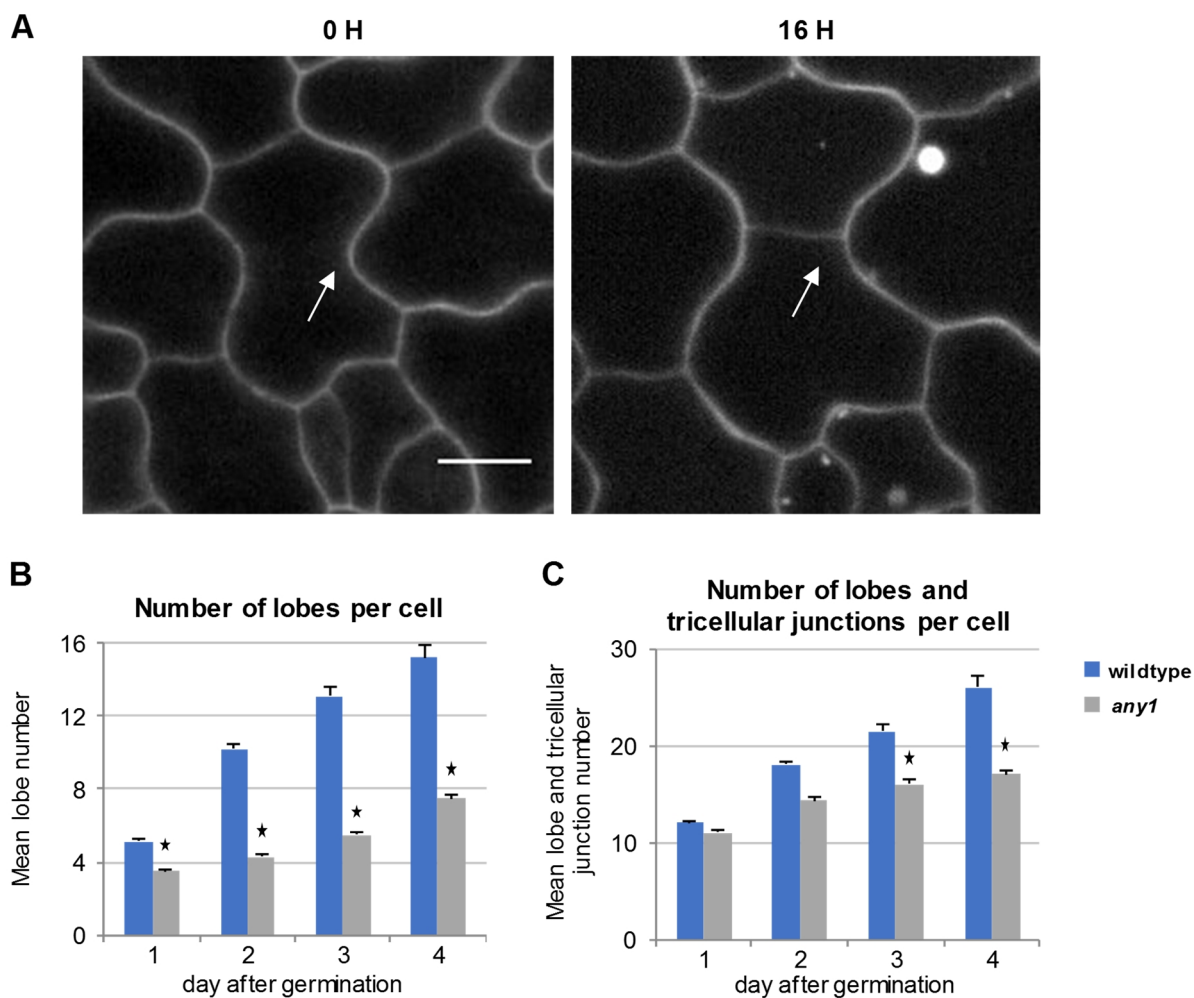 A
0 H
16 H
B
Number of lobes per cell
Mean lobe number
16
12
8
4
0
1 2 3 4
day after germination
C
Number of lobes and
tricellular junctions per cell
Mean lobe and tricellular
junction number
30
20
10
0
1 2 3 4
day after germination
wildtype
any1